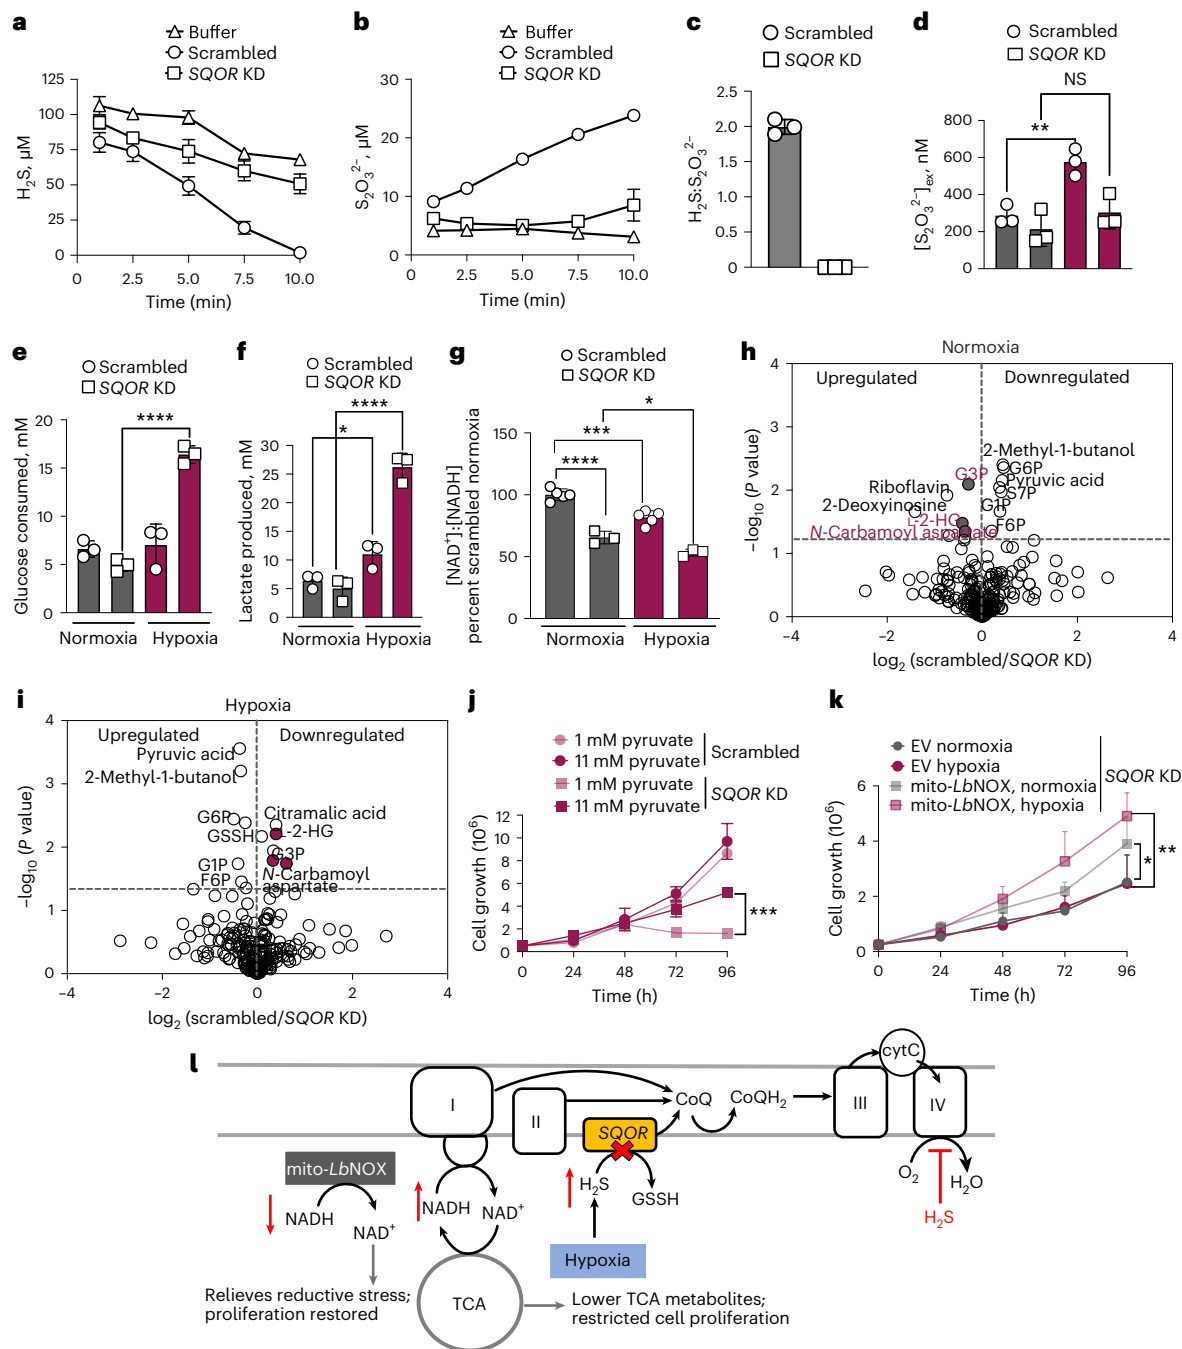 a
Buffer
Scrambled
SQOR KD
H2S, µM
125
100
75
50
25
0
0
2.5
5.0
7.5
10.0
Time (min)
b
Buffer
Scrambled
SQOR KD
S2O3 2−, µM
30
20
10
0
0
2.5
5.0
7.5
10.0
Time (min)
c
Scrambled
SQOR KD
H2S:S2O3 2−
2.5
2.0
1.5
1.0
0.5
0
d
Scrambled
SQOR KD
NS
**
[S2O3 2−]ex, nM
800
600
400
200
0
e
Scrambled
SQOR KD
****
Glucose consumed, mM
20
15
10
5
0
Normoxia
Hypoxia
f
Scrambled
SQOR KD
****
*
Lactate produced, mM
30
25
20
15
10
5
0
Normoxia
Hypoxia
g
Scrambled
SQOR KD
*
***
****
[NAD+]:[NADH]
percent scrambled normoxia
150
100
50
0
Normoxia
Hypoxia
h
Normoxia
Upregulated
Downregulated
2-Methyl-1-butanol
G3P
G6P
Pyruvic acid
Riboflavin
S7P
2-Deoxyinosine
G1P
L-2-HG
F6P
N-Carbamoyl aspartate
−log10 (P value)
4
3
2
1
0
−4
−2
0
2
4
log2 (scrambled/SQOR KD)
i
Hypoxia
Upregulated
Downregulated
Pyruvic acid
2-Methyl-1-butanol
G6P
Citramalic acid
GSSH
L-2-HG
G3P
G1P
N-Carbamoyl
F6P
aspartate
−log10 (P value)
4
3
2
1
0
−4
−2
0
2
4
log2 (scrambled/SQOR KD)
j
1 mM pyruvate
11 mM pyruvate
Scrambled
1 mM pyruvate
11 mM pyruvate
SQOR KD
Cell growth (10^6)
12
10
8
6
4
2
0
***
0
24
48
72
96
Time (h)
k
EV normoxia
EV hypoxia
mito-LbNOX, normoxia
mito-LbNOX, hypoxia
SQOR KD
Cell growth (10^6)
6
4
2
0
*
**
0
24
48
72
96
Time (h)
l
I
II
SQOR
CoQ
CoQH2
III
cytC
IV
O2
H2O
H2S
mito-LbNOX
NADH
NAD+
NADH
NAD+
H2S
GSSH
Hypoxia
TCA
Relieves reductive stress;
proliferation restored
Lower TCA metabolites;
restricted cell proliferation